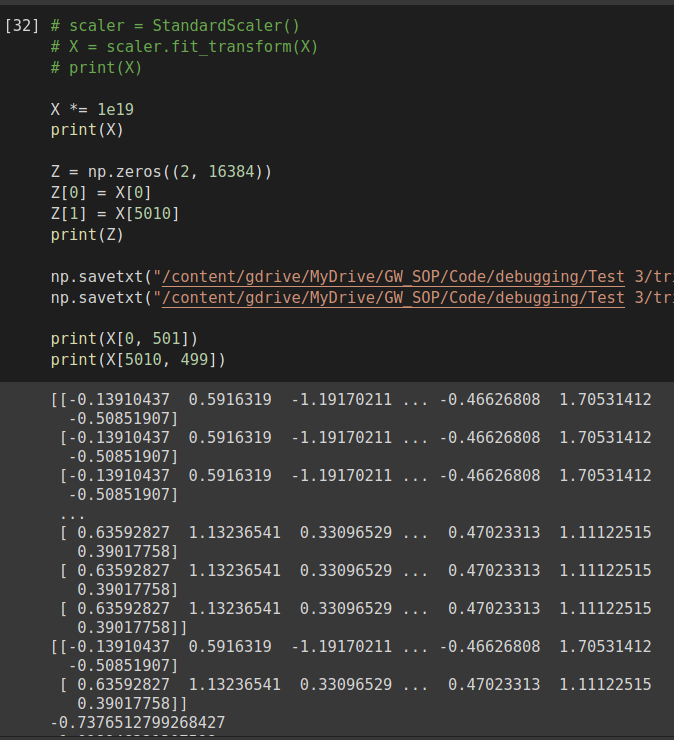 [32] # scaler = StandardScaler()
# X = scaler.fit_transform(X)
# print(X)
X *= 1e19
print(X)
Z = np.zeros((2, 16384))
Z[0] = X[0]
Z[1] = X[5010]
print(Z)
np.savetxt("/content/gdrive/MyDrive/GW_SOP/Code/debugging/Test 3/tr
np.savetxt("/content/gdrive/MyDrive/GW_SOP/Code/debugging/Test 3/tr
print(X[0, 501])
print(X[5010, 499])
[[-0.13910437 0.5916319 -1.19170211 ... -0.46626808 1.70531412
-0.50851907]
[-0.13910437 0.5916319 -1.19170211 ... -0.46626808 1.70531412
-0.50851907]
[-0.13910437 0.5916319 -1.19170211 ... -0.46626808 1.70531412
-0.50851907]
...
[ 0.63592827 1.13236541 0.33096529 ... 0.47023313 1.11122515
0.39017758]
[ 0.63592827 1.13236541 0.33096529 ... 0.47023313 1.11122515
0.39017758]
[ 0.63592827 1.13236541 0.33096529 ... 0.47023313 1.11122515
0.39017758]]
[[-0.13910437 0.5916319 -1.19170211 ... -0.46626808 1.70531412
-0.50851907]
[ 0.63592827 1.13236541 0.33096529 ... 0.47023313 1.11122515
0.39017758]]
-0.7376512799268427